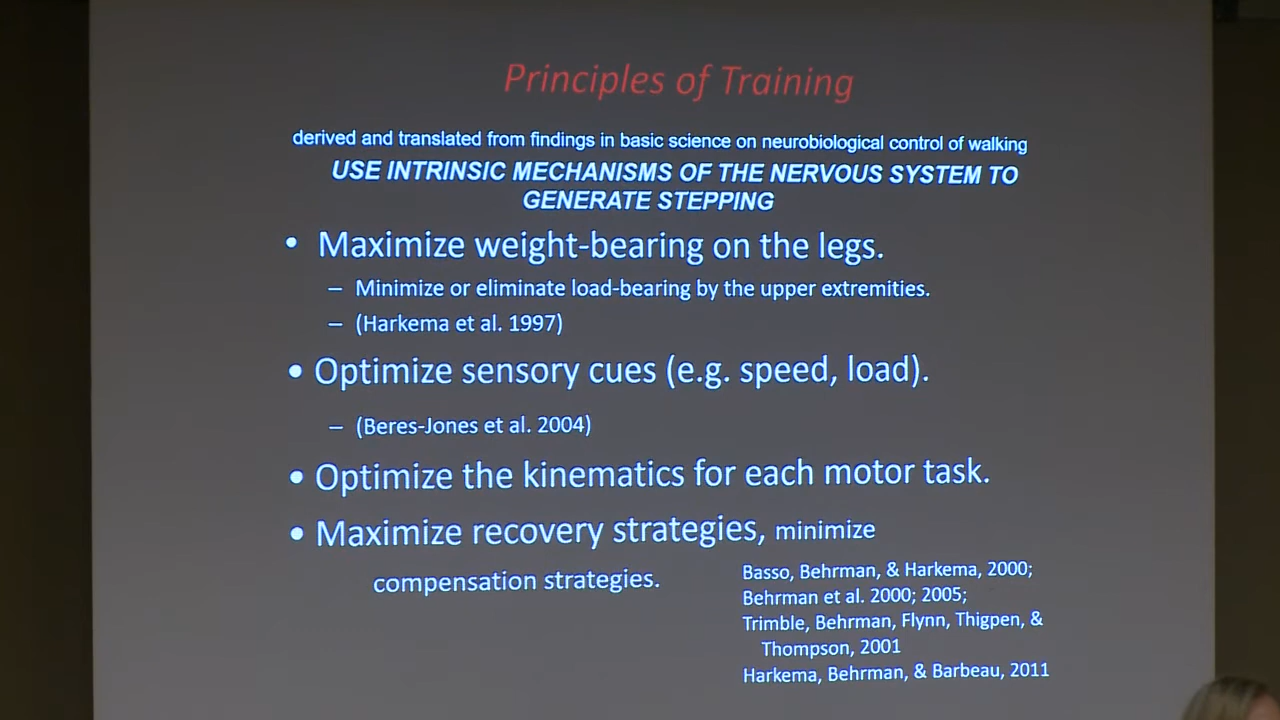 Principles of Training
derived and translated from findings in basic science on neurobiological control of walking
USE INTRINSIC MECHANISMS OF THE NERVOUS SYSTEM TO
GENERATE STEPPING
• Maximize weight-bearing on the legs.
– Minimize or eliminate load-bearing by the upper extremities.
– (Harkema et al. 1997)
• Optimize sensory cues (e.g. speed, load).
– (Beres-Jones et al. 2004)
• Optimize the kinematics for each motor task.
• Maximize recovery strategies, minimize
compensation strategies.
Basso, Behrman, & Harkema, 2000;
Behrman et al. 2000; 2005;
Trimble, Behrman, Flynn, Thigpen, &
Thompson, 2001
Harkema, Behrman, & Barbeau, 2011